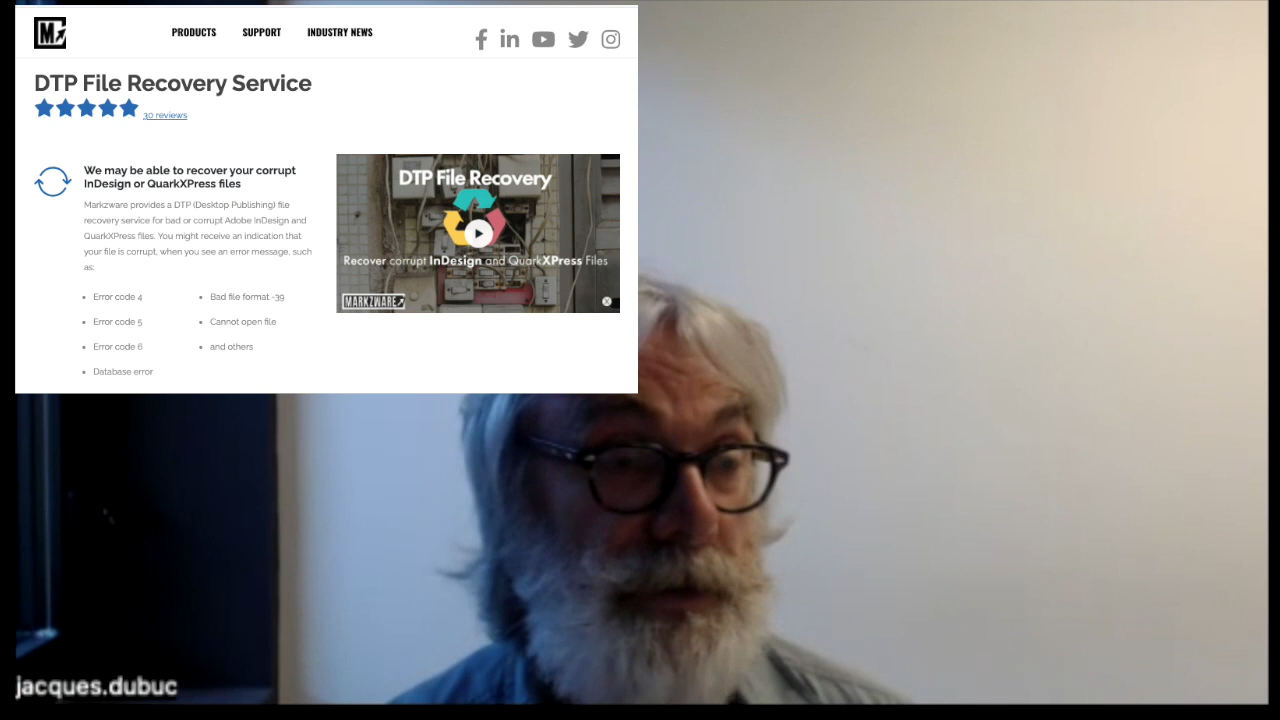 PRODUCTS SUPPORT INDUSTRY NEWS
DTP File Recovery Service
30 reviews
We may be able to recover your corrupt
InDesign or QuarkXPress files
Markzware provides a DTP (Desktop Publishing) file
recovery service for bad or corrupt Adobe InDesign and
QuarkXPress files. You might receive an indication that
your file is corrupt, when you see an error message, such
as:
Error code 4
Error code 5
Error code 6
Database error
Bad file format -39
Cannot open file
and others
DTP File Recovery
Recover corrupt InDesign and QuarkXPress Files
MARKZWARE
jacques.dubuc